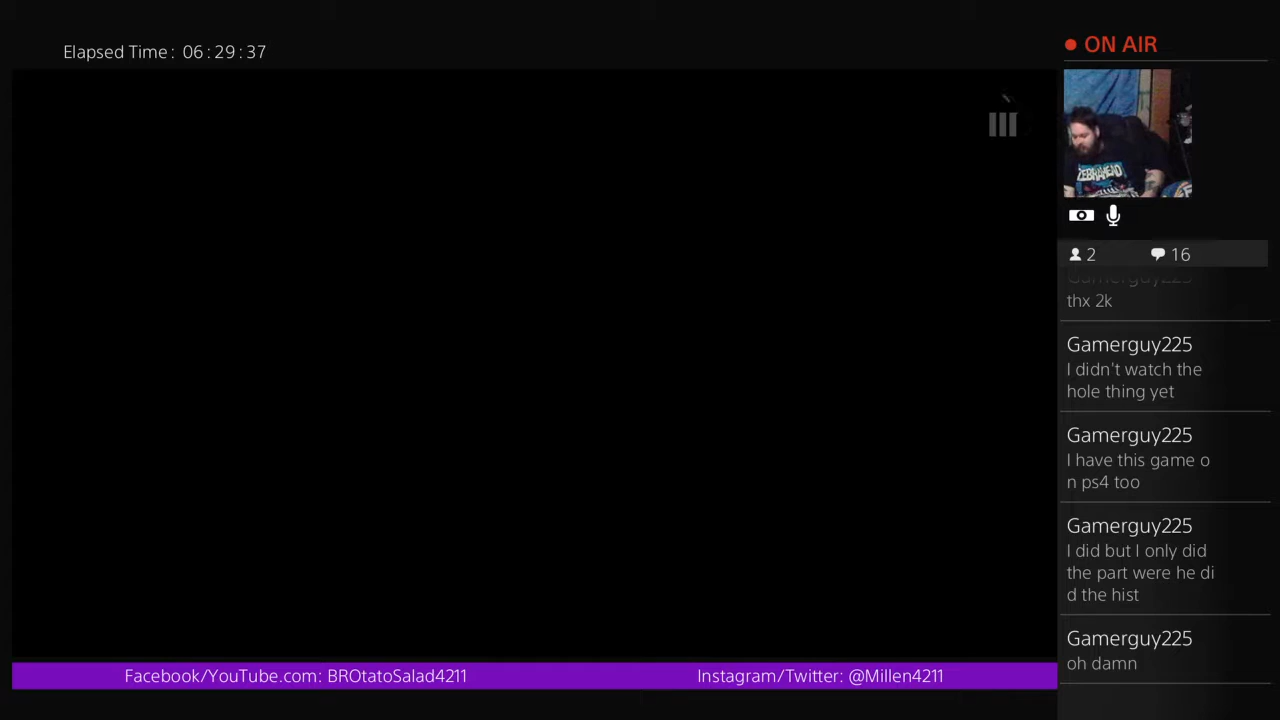 Elapsed Time: 06:29:37
ON AIR
ZEBRAHEAD
2 16
Gamerguy225
thx 2k
Gamerguy225
I didn't watch the
hole thing yet
Gamerguy225
I have this game o
n ps4 too
Gamerguy225
I did but I only did
the part were he di
d the hist
Gamerguy225
oh damn
Facebook/YouTube.com: BROtatoSalad4211
Instagram/Twitter: @Millen4211